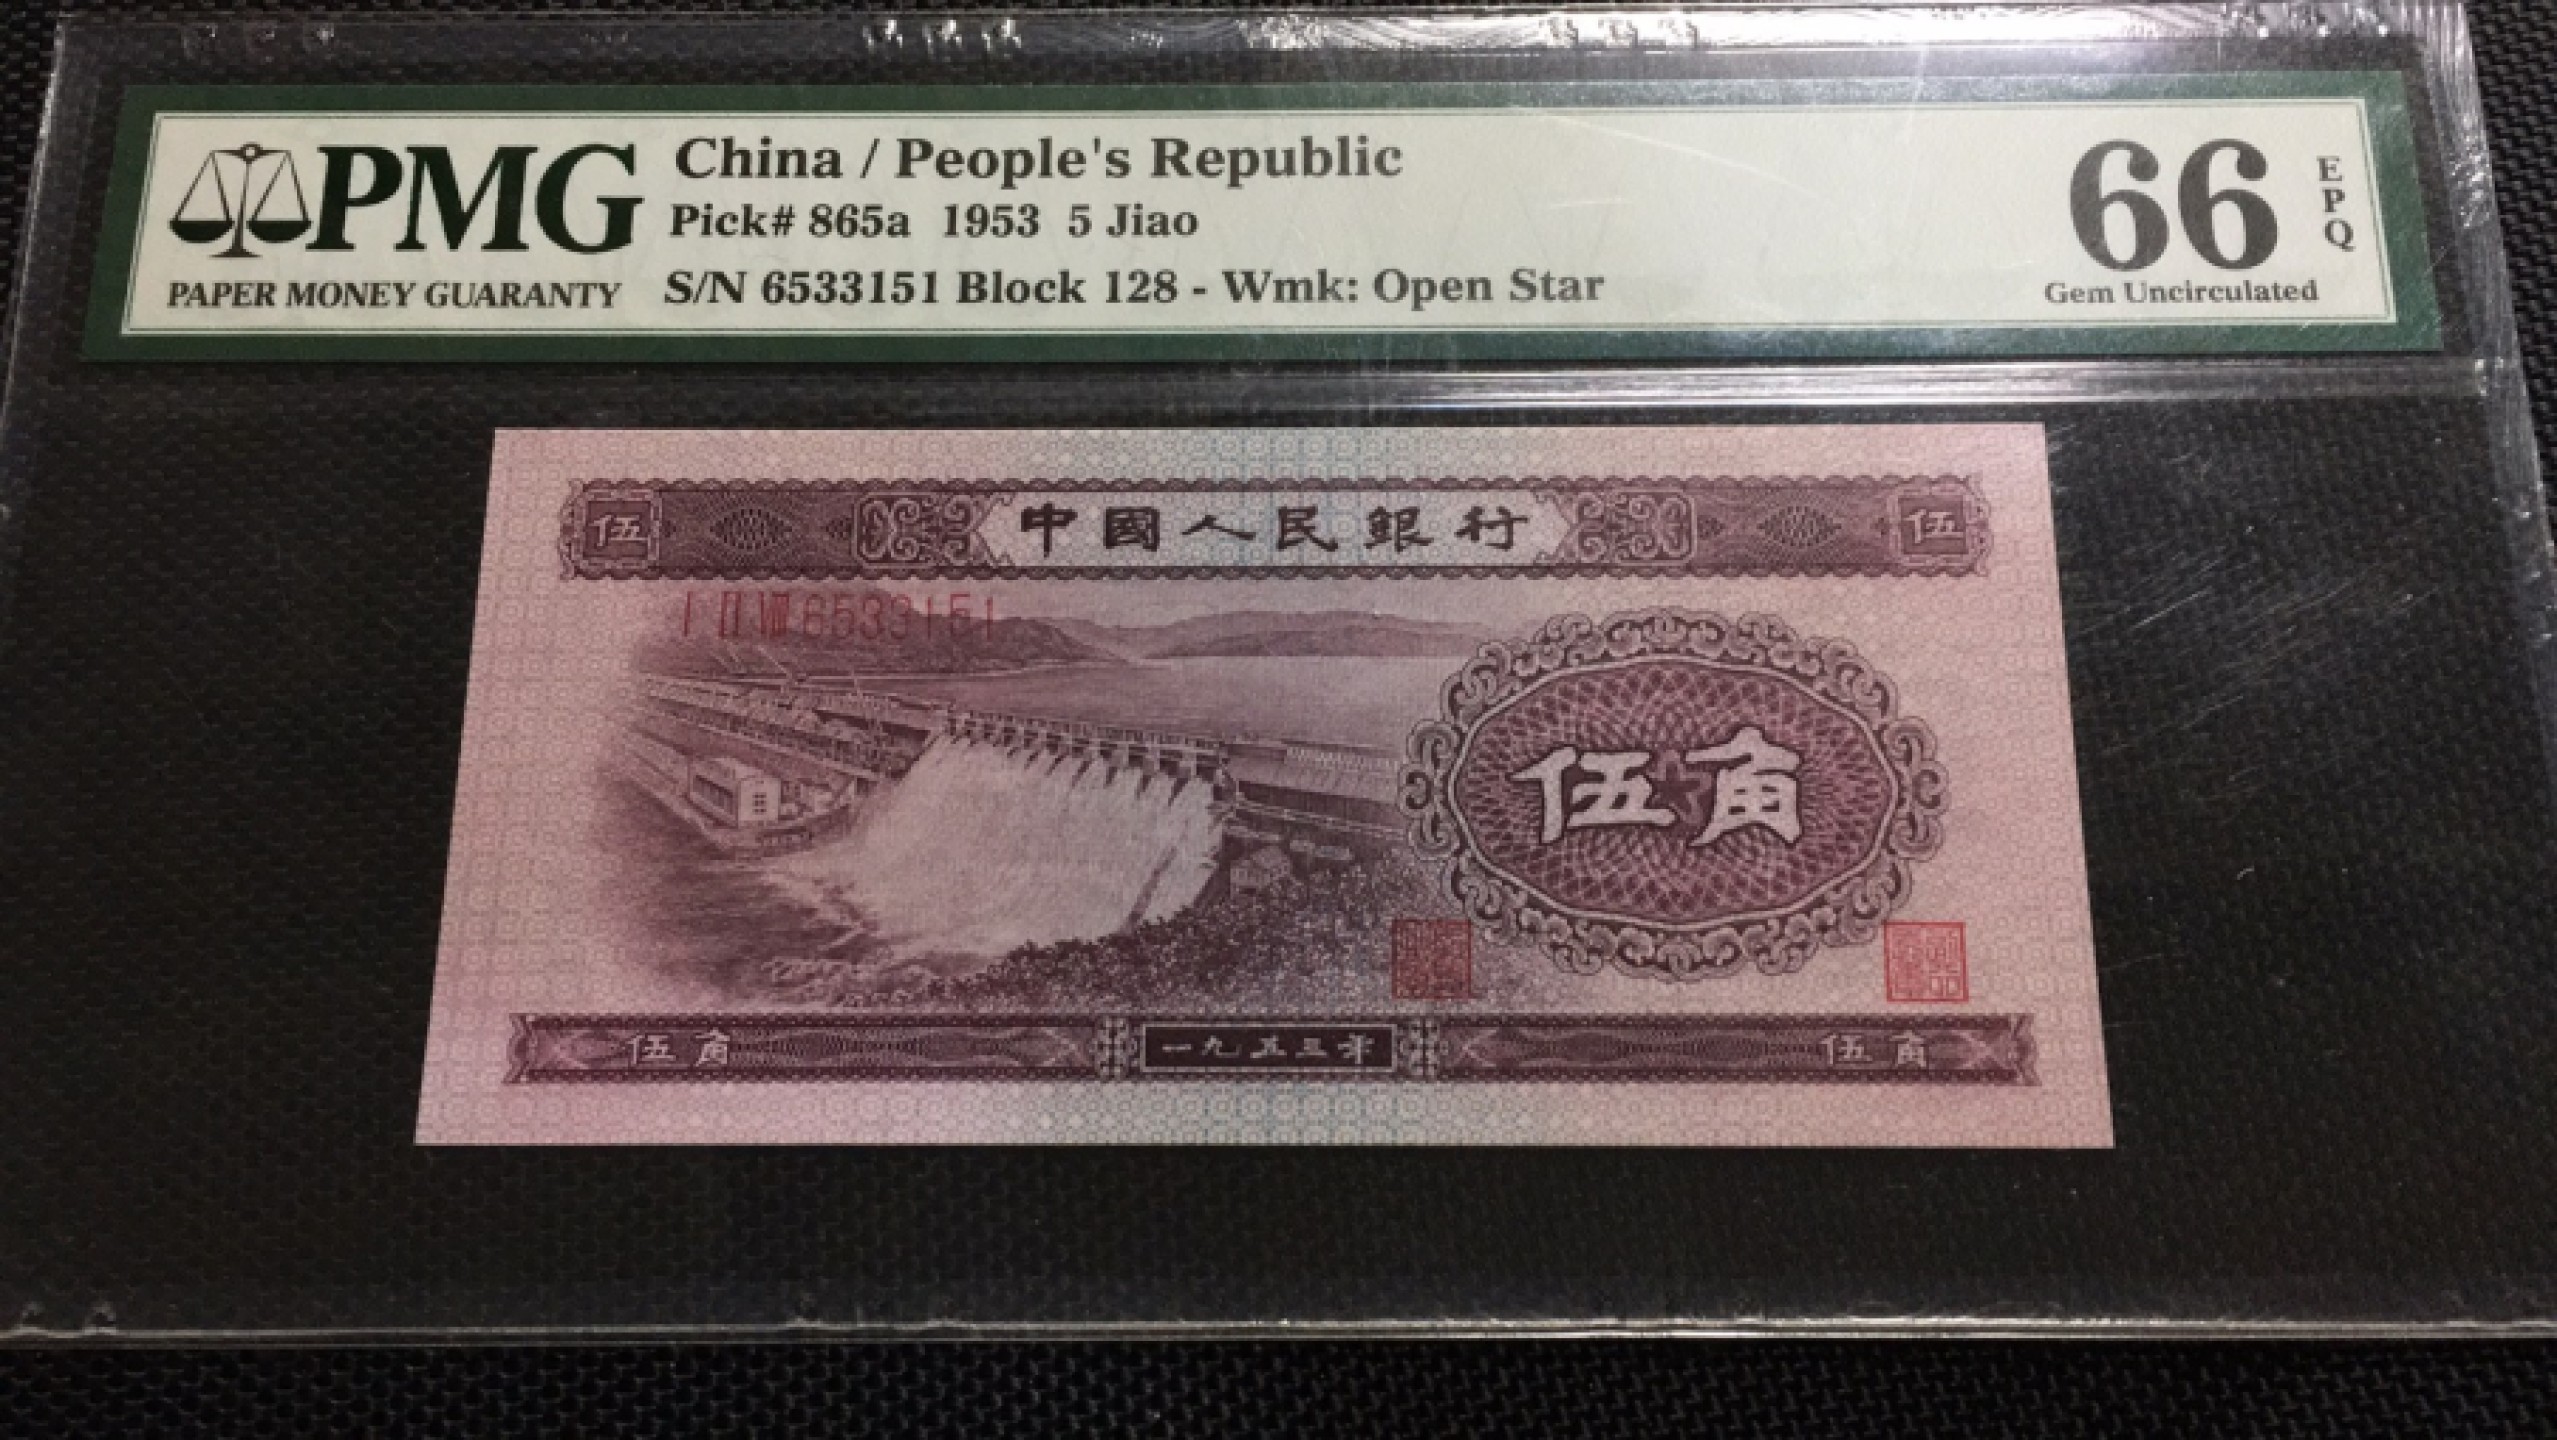 PMG
PAPER MONEY GUARANTY
China / People's Republic
Pick# 865a 1953 5 Jiao
S/N 6533151 Block 128 - Wmk: Open Star
66
EPQ
Gem Uncirculated
伍 中國人民銀行 伍
I II VIII 6533151
伍角
伍角 一九五三年 伍角